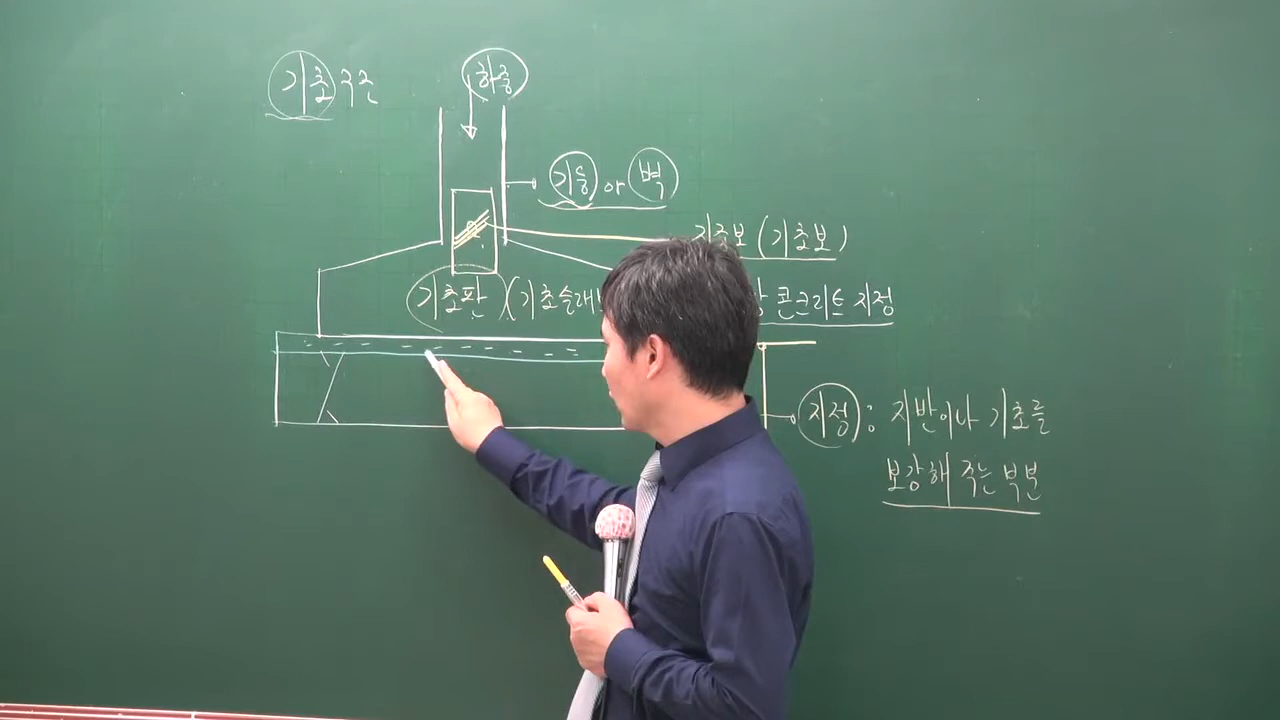 기초구조
하중
기둥 or 벽
지중보(기초보)
기초판 (기초슬래
콘크리트 지정
지정 : 지반이나 기초를
보강해 주는 부분